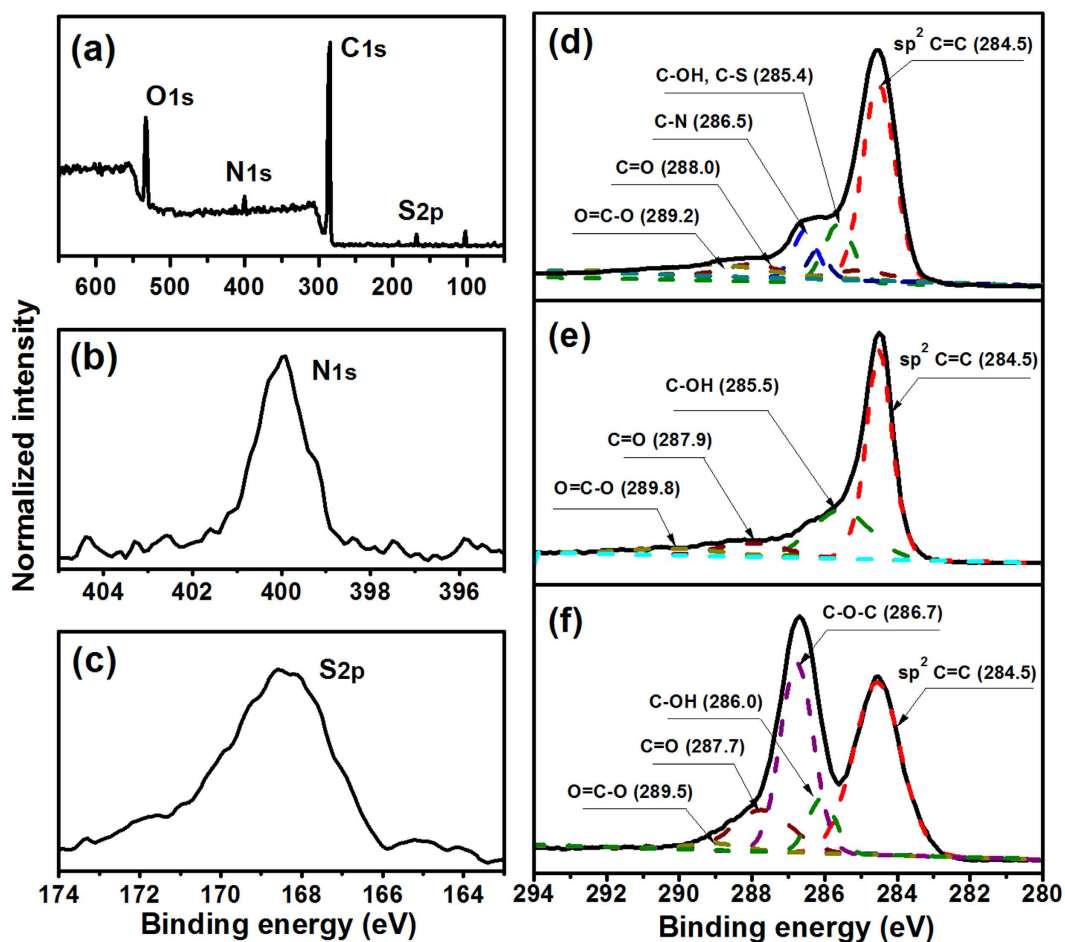 Normalized intensity
(a)
C1s
O1s
N1s
S2p
600 500 400 300 200 100
(b)
N1s
404 402 400 398 396
(c)
S2p
174 172 170 168 166 164
Binding energy (eV)
(d)
sp² C=C (284.5)
C-OH, C-S (285.4)
C-N (286.5)
C=O (288.0)
O=C-O (289.2)
(e)
sp² C=C (284.5)
C-OH (285.5)
C=O (287.9)
O=C-O (289.8)
(f)
C-O-C (286.7)
sp² C=C (284.5)
C-OH (286.0)
C=O (287.7)
O=C-O (289.5)
294 292 290 288 286 284 282 280
Binding energy (eV)